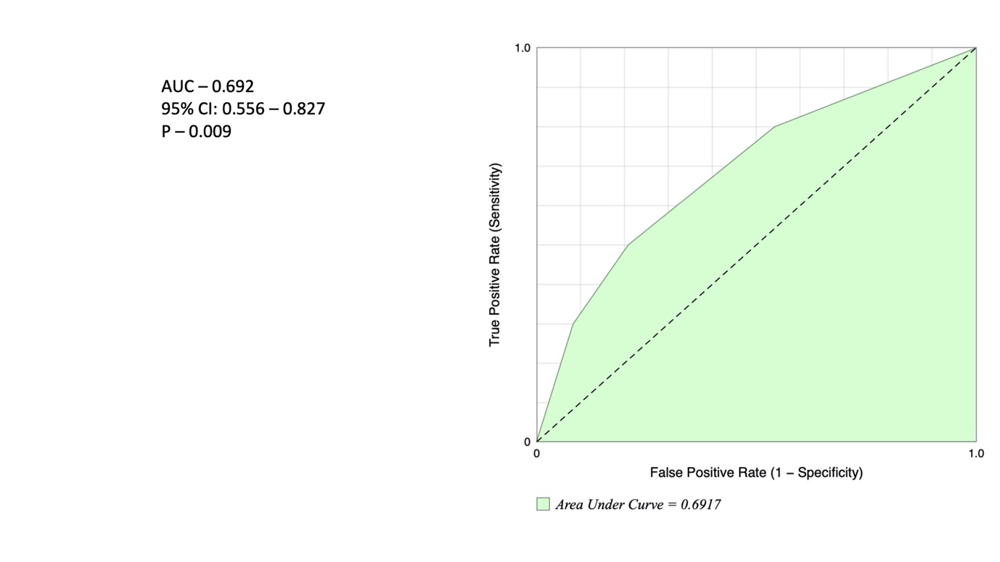 AUC – 0.692
95% CI: 0.556 – 0.827
P – 0.009
1.0
True Positive Rate (Sensitivity)
0
0
1.0
False Positive Rate (1 – Specificity)
Area Under Curve = 0.6917